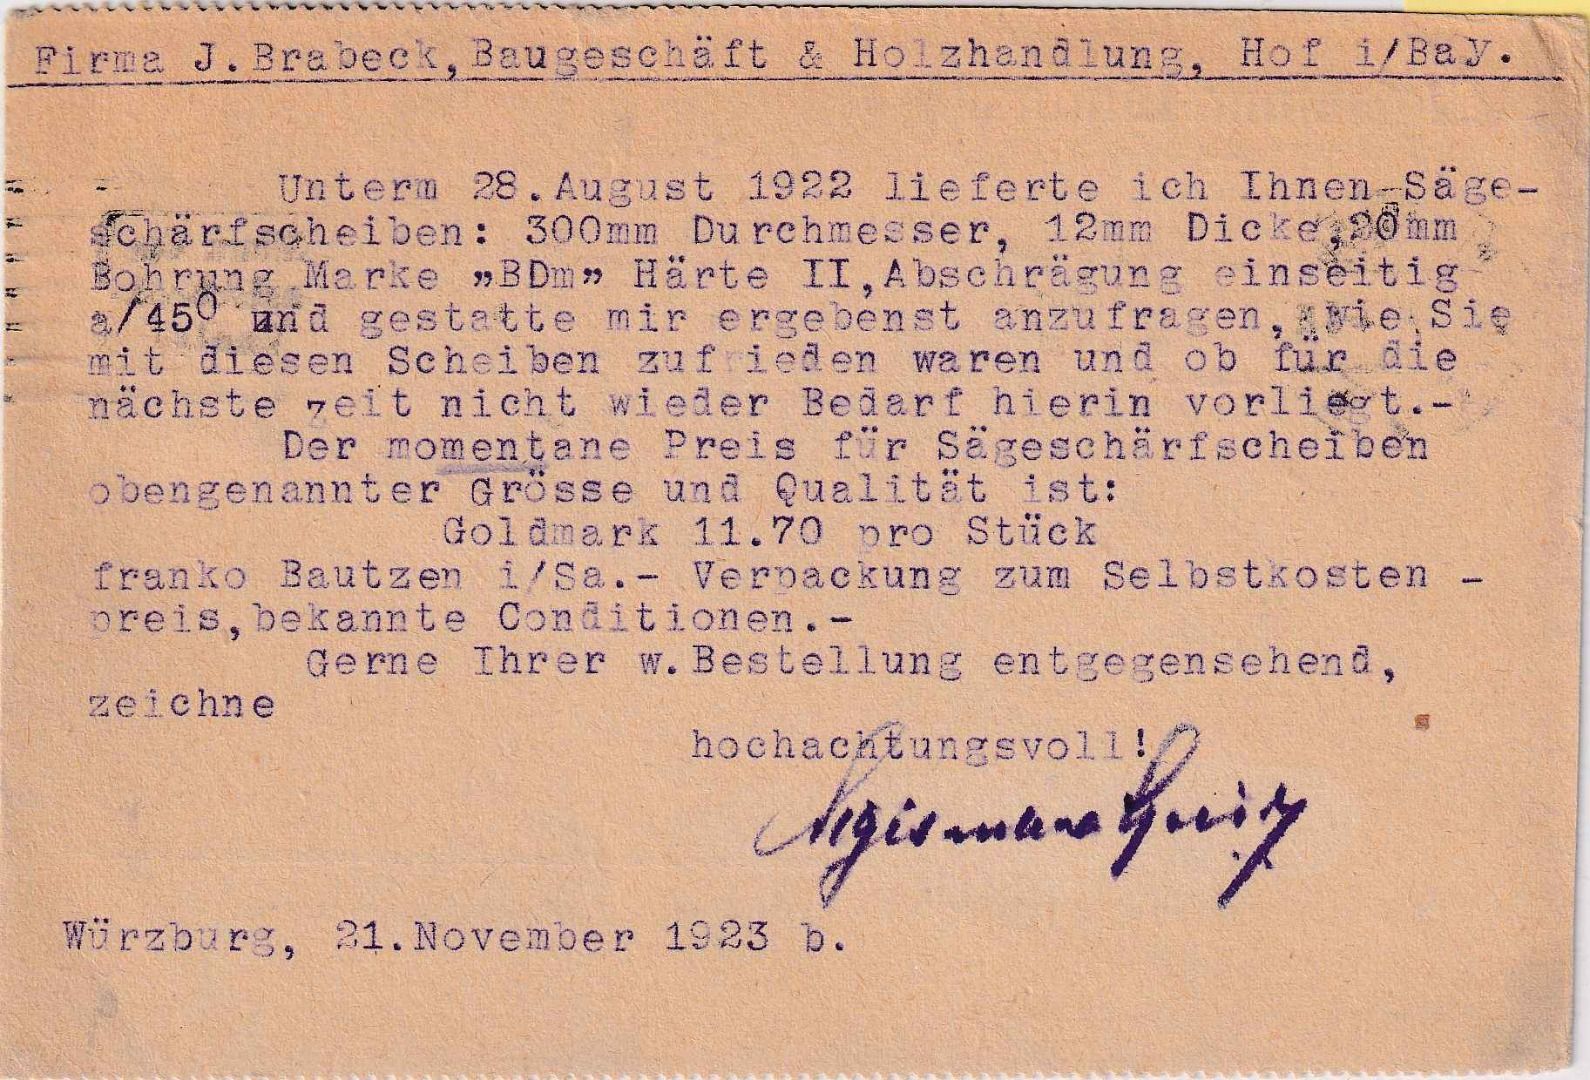 Firma J. Brabeck, Baugeschäft & Holzhandlung, Hof i/Bay.
Unterm 28. August 1922 lieferte ich Ihnen Säge-
schärfscheiben: 300mm Durchmesser, 12mm Dicke, 20mm
Bohrung Marke „BDm” Härte II, Abschrägung einseitig
a/45° und gestatte mir ergebenst anzufragen, wie Sie
mit diesen Scheiben zufrieden waren und ob für die
nächste zeit nicht wieder Bedarf hierin vorliegt.-
Der momentane Preis für Sägeschärfscheiben
obengenannter Grösse und Qualität ist:
Goldmark 11.70 pro Stück
franko Bautzen i/Sa.- Verpackung zum Selbstkosten -
preis, bekannte Conditionen.-
Gerne Ihrer w. Bestellung entgegensehend,
zeichne
hochachtungsvoll!
Würzburg, 21. November 1923 b.